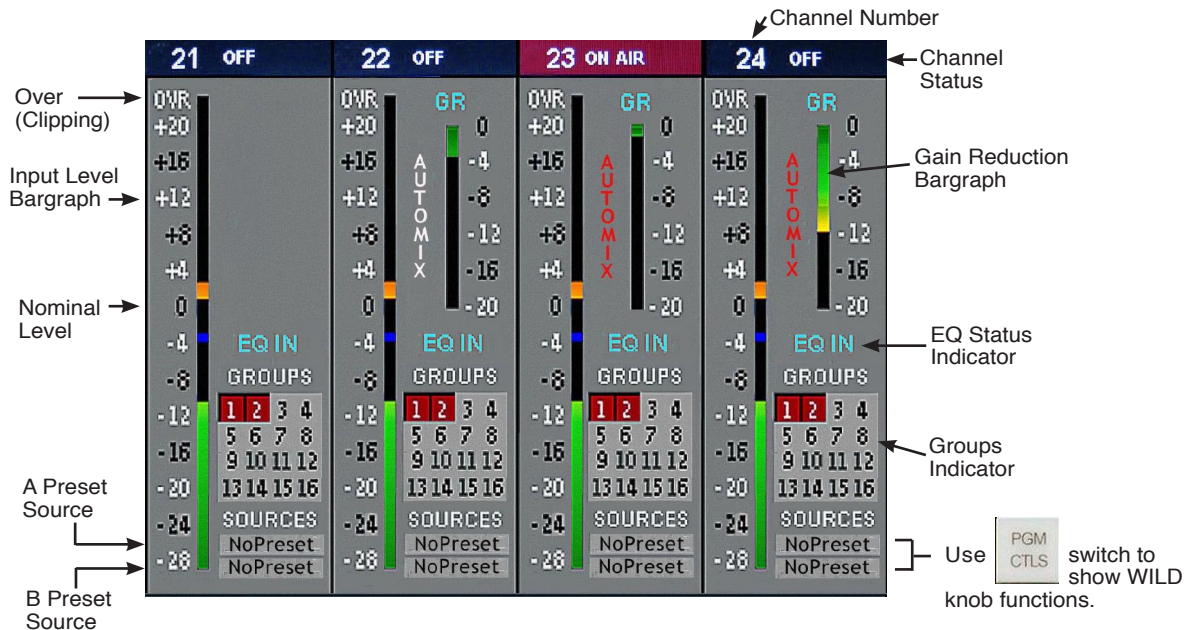 Channel Number
21 OFF
22 OFF
23 ON AIR
24 OFF
Channel
Status
Over
(Clipping)
Input Level
Bargraph
Nominal
Level
A Preset
Source
B Preset
Source
OVR
+20
+16
+12
+8
+4
0
-4
-8
-12
-16
-20
-24
-28
EQ IN
GROUPS
1 2 3 4
5 6 7 8
9 10 11 12
13 14 15 16
SOURCES
NoPreset
NoPreset
OVR
+20
+16
+12
+8
+4
0
-4
-8
-12
-16
-20
-24
-28
GR
AUTOMIX
0
-4
-8
-12
-16
-20
EQ IN
GROUPS
1 2 3 4
5 6 7 8
9 10 11 12
13 14 15 16
SOURCES
NoPreset
NoPreset
OVR
+20
+16
+12
+8
+4
0
-4
-8
-12
-16
-20
-24
-28
GR
AUTOMIX
0
-4
-8
-12
-16
-20
EQ IN
GROUPS
1 2 3 4
5 6 7 8
9 10 11 12
13 14 15 16
SOURCES
NoPreset
NoPreset
OVR
+20
+16
+12
+8
+4
0
-4
-8
-12
-16
-20
-24
-28
GR
AUTOMIX
0
-4
-8
-12
-16
-20
EQ IN
GROUPS
1 2 3 4
5 6 7 8
9 10 11 12
13 14 15 16
SOURCES
NoPreset
NoPreset
Gain Reduction
Bargraph
EQ Status
Indicator
Groups
Indicator
Use PGM CTLS switch to
show WILD
knob functions.